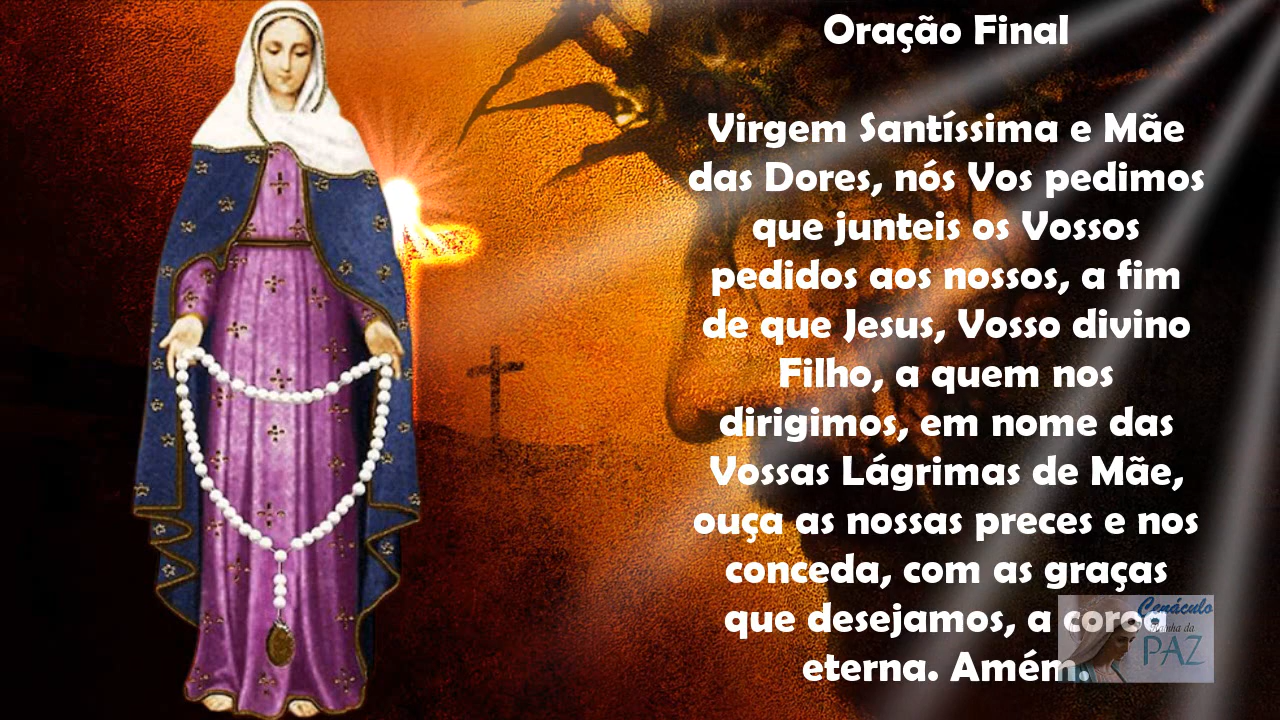 Oração Final
Virgem Santíssima e Mãe
das Dores, nós Vos pedimos
que junteis os Vossos
pedidos aos nossos, a fim
de que Jesus, Vosso divino
Filho, a quem nos
dirigimos, em nome das
Vossas Lágrimas de Mãe,
ouça as nossas preces e nos
conceda, com as graças
que desejamos, a coroa
eterna. Amém.
Cenáculo
Rainha da
PAZ